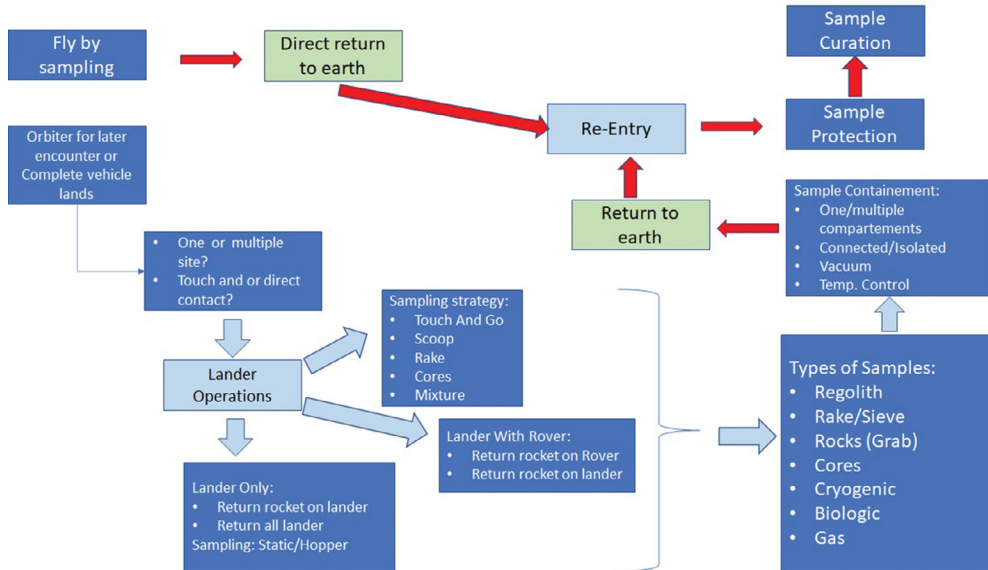 Fly by
sampling
Direct return
to earth
Sample
Curation
Re-Entry
Sample
Protection
Orbiter for later
encounter or
Complete vehicle
lands
Return to
earth
Sample Containement:
• One/multiple
compartements
• Connected/Isolated
• Vacuum
• Temp. Control
• One or multiple
site?
• Touch and or direct
contact?
Sampling strategy:
• Touch And Go
• Scoop
• Rake
• Cores
• Mixture
Lander
Operations
Lander With Rover:
• Return rocket on Rover
• Return rocket on lander
Lander Only:
• Return rocket on lander
• Return all lander
Sampling: Static/Hopper
Types of Samples:
• Regolith
• Rake/Sieve
• Rocks (Grab)
• Cores
• Cryogenic
• Biologic
• Gas